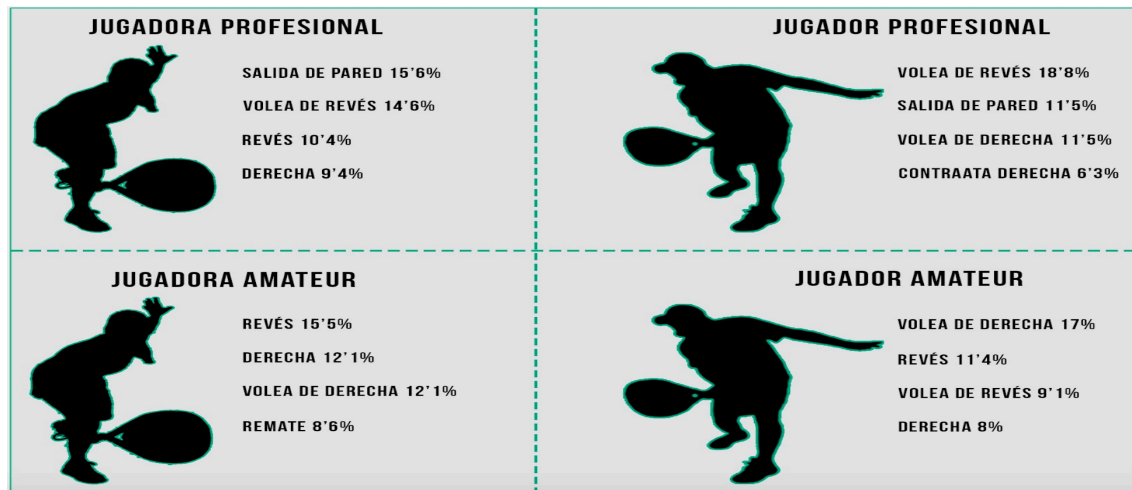 JUGADORA PROFESIONAL
SALIDA DE PARED 15'6%
VOLEA DE REVÉS 14'6%
REVÉS 10'4%
DERECHA 9'4%
JUGADOR PROFESIONAL
VOLEA DE REVÉS 18'8%
SALIDA DE PARED 11'5%
VOLEA DE DERECHA 11'5%
CONTRAATA DERECHA 6'3%
JUGADORA AMATEUR
REVÉS 15'5%
DERECHA 12'1%
VOLEA DE DERECHA 12'1%
REMATE 8'6%
JUGADOR AMATEUR
VOLEA DE DERECHA 17%
REVÉS 11'4%
VOLEA DE REVÉS 9'1%
DERECHA 8%